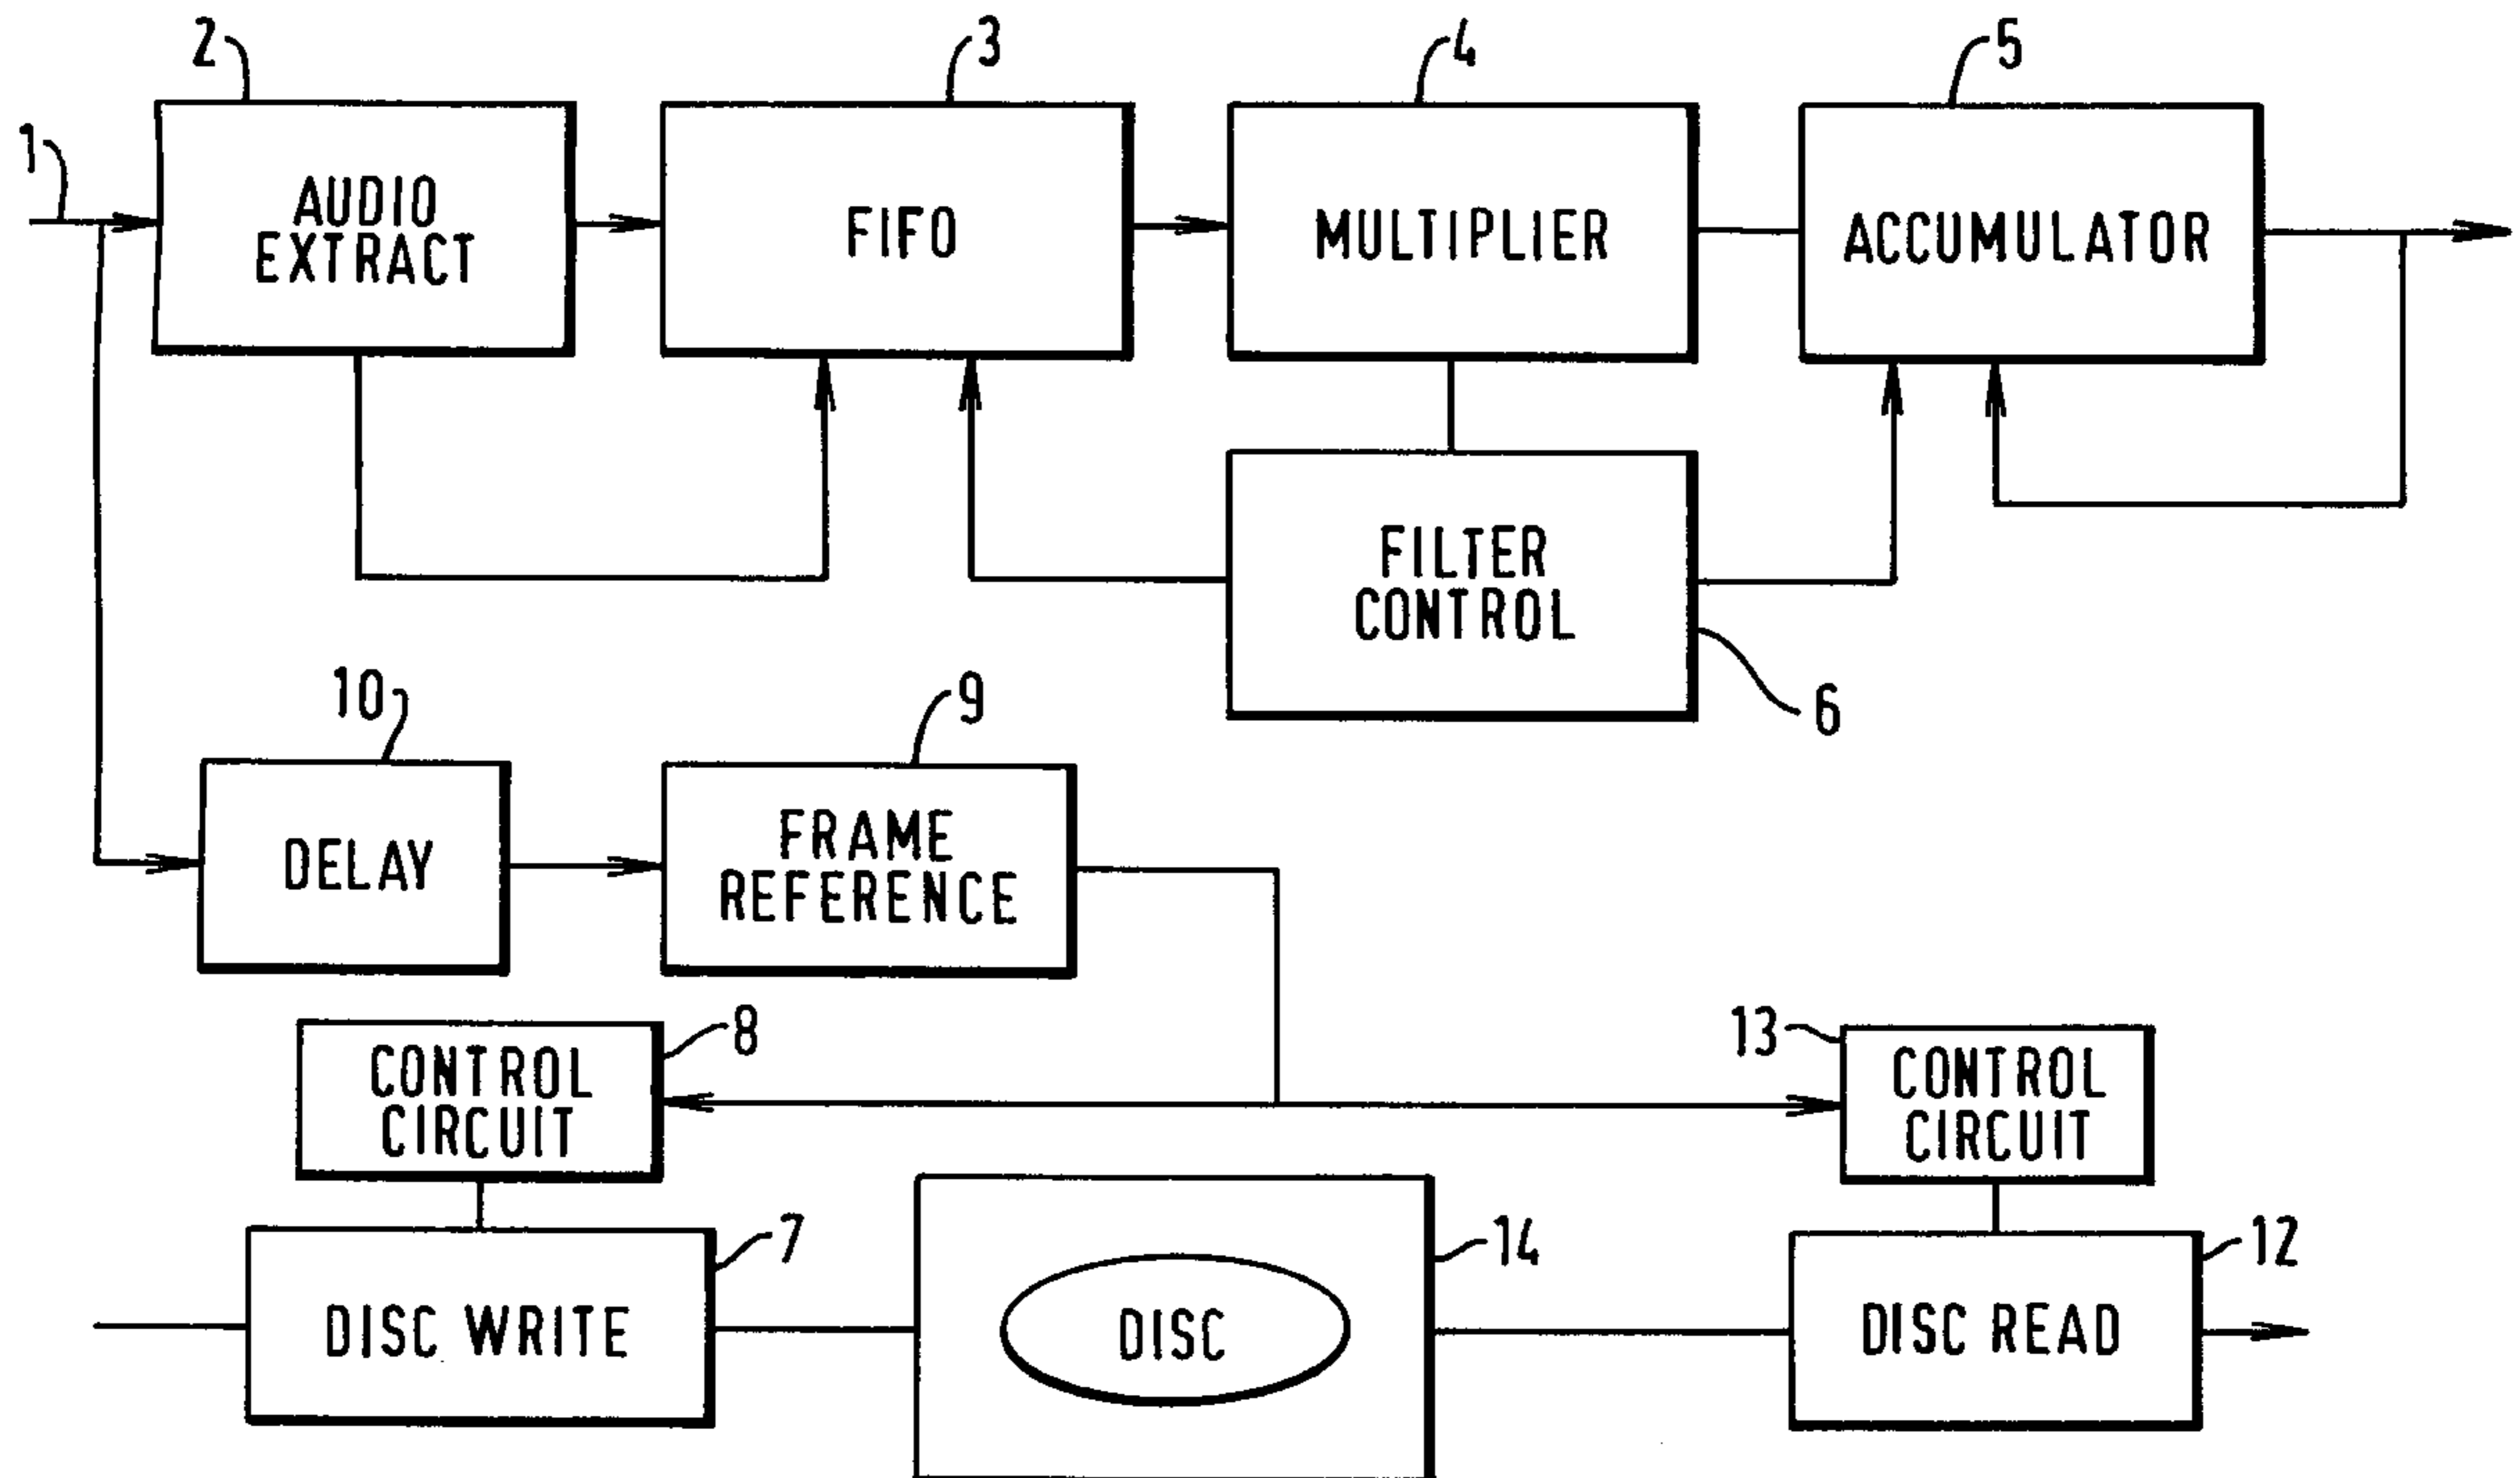 2
3
4
5
1
AUDIO
EXTRACT
FIFO
MULTIPLIER
ACCUMULATOR
FILTER
CONTROL
6
10
9
DELAY
FRAME
REFERENCE
8
13
CONTROL
CIRCUIT
CONTROL
CIRCUIT
7
14
12
DISC WRITE
DISC
DISC READ